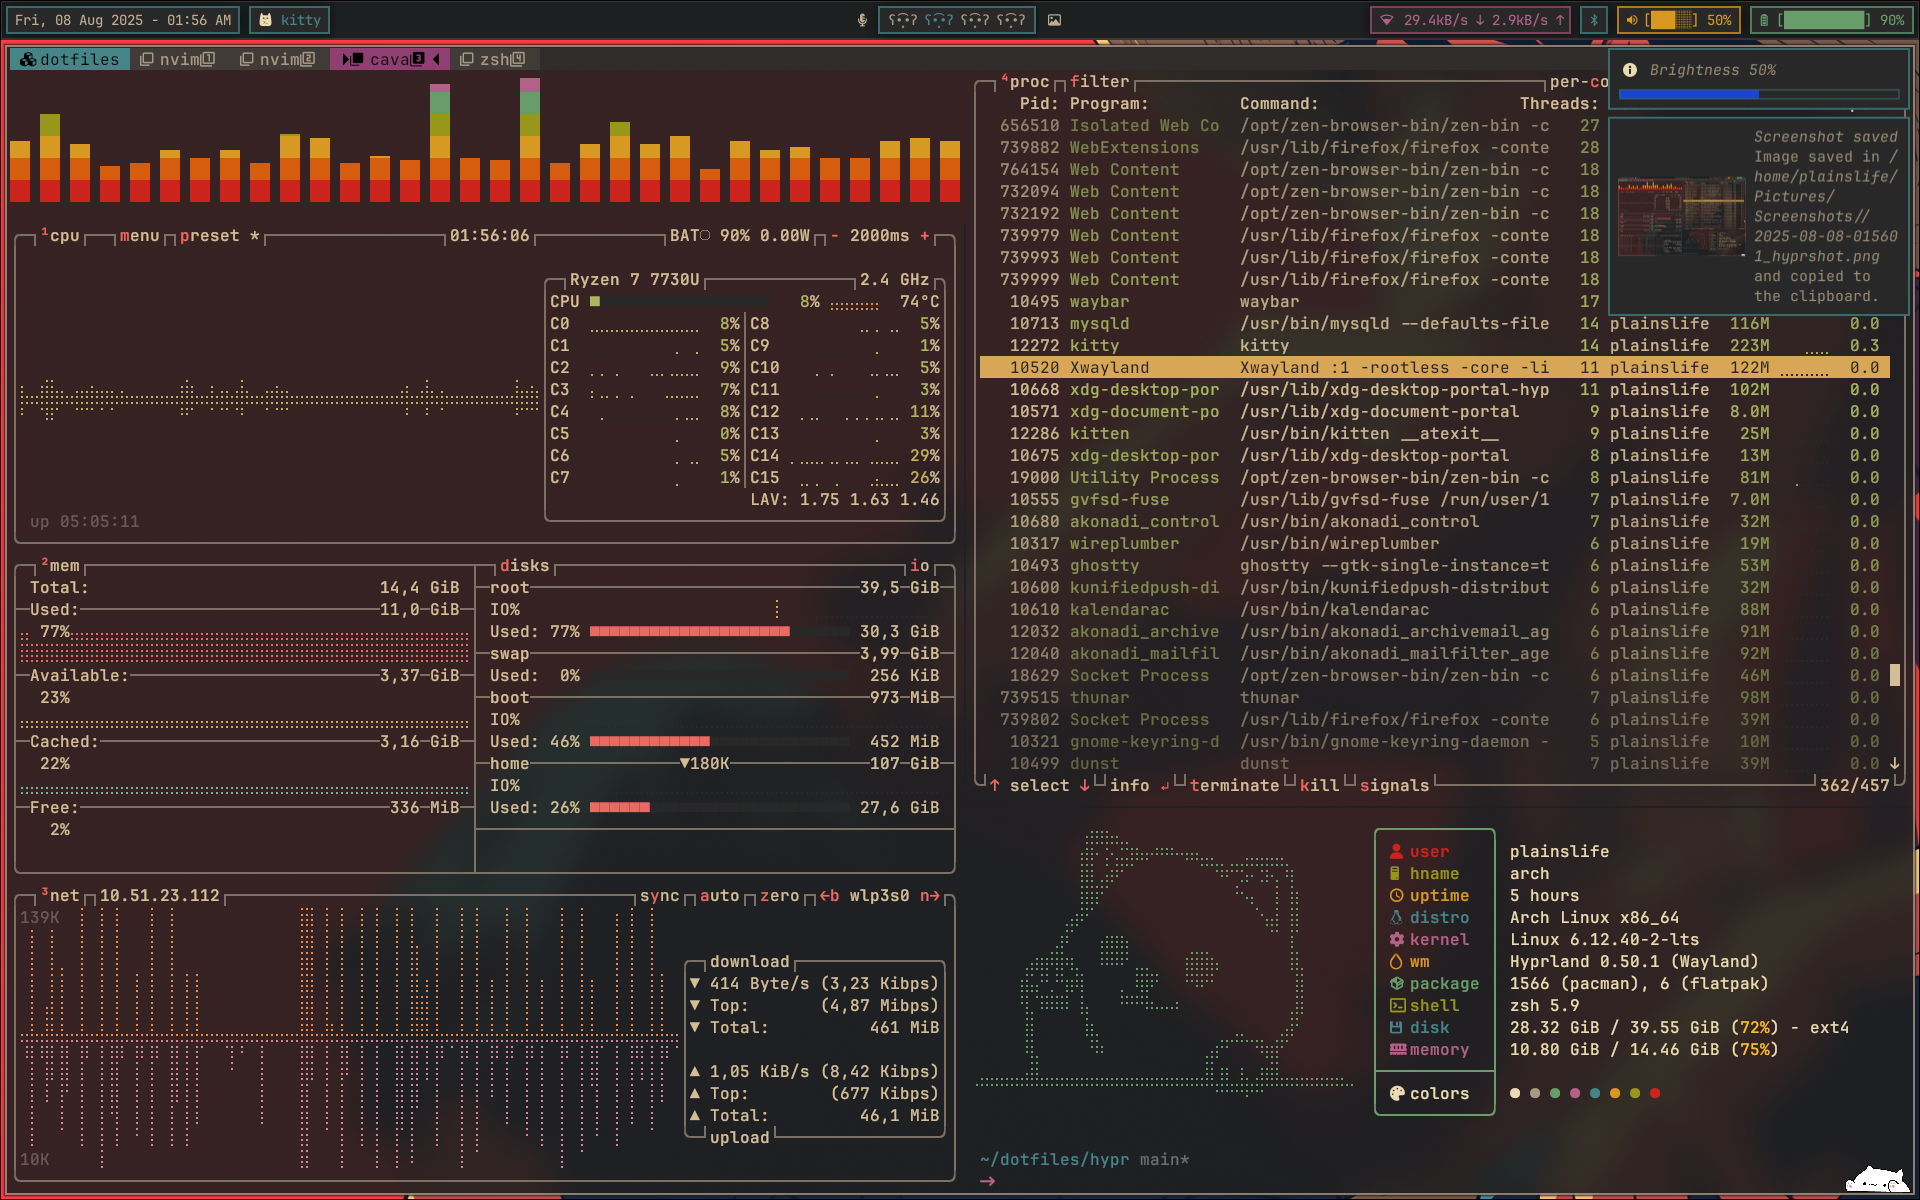 Fri, 08 Aug 2025 - 01:56 AM
kitty
29.4kB/s ↓ 2.9kB/s ↑
50%
90%
dotfiles
nvim 1
nvim 2
cava 3
zsh 4
Brightness 50%
Screenshot saved
Image saved in /
home/plainslife/
Pictures/
Screenshots//
2025-08-08-01560
1_hyprshot.png
and copied to
the clipboard.
1cpu menu preset * 01:56:06 BAT 90% 0.00W - 2000ms +
Ryzen 7 7730U 2.4 GHz
CPU 8% 74°C
C0 8% C8 5%
C1 5% C9 1%
C2 9% C10 5%
C3 7% C11 3%
C4 8% C12 11%
C5 0% C13 3%
C6 5% C14 29%
C7 1% C15 26%
LAV: 1.75 1.63 1.46
up 05:05:11
2mem
Total: 14,4 GiB
Used: 11,0 GiB
77%
Available: 3,37 GiB
23%
Cached: 3,16 GiB
22%
Free: 336 MiB
2%
disks io
root 39,5 GiB
IO%
Used: 77% 30,3 GiB
swap 3,99 GiB
Used: 0% 256 KiB
boot 973 MiB
IO%
Used: 46% 452 MiB
home ▼180K 107 GiB
IO%
Used: 26% 27,6 GiB
3net 10.51.23.112 sync auto zero ←b wlp3s0 n→
139K
download
▼ 414 Byte/s (3,23 Kibps)
▼ Top: (4,87 Mibps)
▼ Total: 461 MiB
▲ 1,05 KiB/s (8,42 Kibps)
▲ Top: (677 Kibps)
▲ Total: 46,1 MiB
upload
10K
4proc filter per-co
Pid: Program: Command: Threads:
656510 Isolated Web Co /opt/zen-browser-bin/zen-bin -c 27
739882 WebExtensions /usr/lib/firefox/firefox -conte 28
764154 Web Content /opt/zen-browser-bin/zen-bin -c 18
732094 Web Content /opt/zen-browser-bin/zen-bin -c 18
732192 Web Content /opt/zen-browser-bin/zen-bin -c 18
739979 Web Content /usr/lib/firefox/firefox -conte 18
739993 Web Content /usr/lib/firefox/firefox -conte 18
739999 Web Content /usr/lib/firefox/firefox -conte 18
10495 waybar waybar 17
10713 mysqld /usr/bin/mysqld --defaults-file 14 plainslife 116M 0.0
12272 kitty kitty 14 plainslife 223M 0.3
10520 Xwayland Xwayland :1 -rootless -core -li 11 plainslife 122M 0.0
10668 xdg-desktop-por /usr/lib/xdg-desktop-portal-hyp 11 plainslife 102M 0.0
10571 xdg-document-po /usr/lib/xdg-document-portal 9 plainslife 8.0M 0.0
12286 kitten /usr/bin/kitten __atexit__ 9 plainslife 25M 0.0
10675 xdg-desktop-por /usr/lib/xdg-desktop-portal 8 plainslife 13M 0.0
19000 Utility Process /opt/zen-browser-bin/zen-bin -c 8 plainslife 81M 0.0
10555 gvfsd-fuse /usr/lib/gvfsd-fuse /run/user/1 7 plainslife 7.0M 0.0
10680 akonadi_control /usr/bin/akonadi_control 7 plainslife 32M 0.0
10317 wireplumber /usr/bin/wireplumber 6 plainslife 19M 0.0
10493 ghostty ghostty --gtk-single-instance=t 6 plainslife 53M 0.0
10600 kunifiedpush-di /usr/bin/kunifiedpush-distribut 6 plainslife 32M 0.0
10610 kalendarac /usr/bin/kalendarac 6 plainslife 88M 0.0
12032 akonadi_archive /usr/bin/akonadi_archivemail_ag 6 plainslife 91M 0.0
12040 akonadi_mailfil /usr/bin/akonadi_mailfilter_age 6 plainslife 92M 0.0
18629 Socket Process /opt/zen-browser-bin/zen-bin -c 6 plainslife 46M 0.0
739515 thunar thunar 7 plainslife 98M 0.0
739802 Socket Process /usr/lib/firefox/firefox -conte 6 plainslife 39M 0.0
10321 gnome-keyring-d /usr/bin/gnome-keyring-daemon - 5 plainslife 10M 0.0
10499 dunst dunst 7 plainslife 39M 0.0
↑ select ↓ info ↲ terminate kill signals 362/457
user plainslife
hname arch
uptime 5 hours
distro Arch Linux x86_64
kernel Linux 6.12.40-2-lts
wm Hyprland 0.50.1 (Wayland)
package 1566 (pacman), 6 (flatpak)
shell zsh 5.9
disk 28.32 GiB / 39.55 GiB (72%) - ext4
memory 10.80 GiB / 14.46 GiB (75%)
colors
~/dotfiles/hypr main*
→